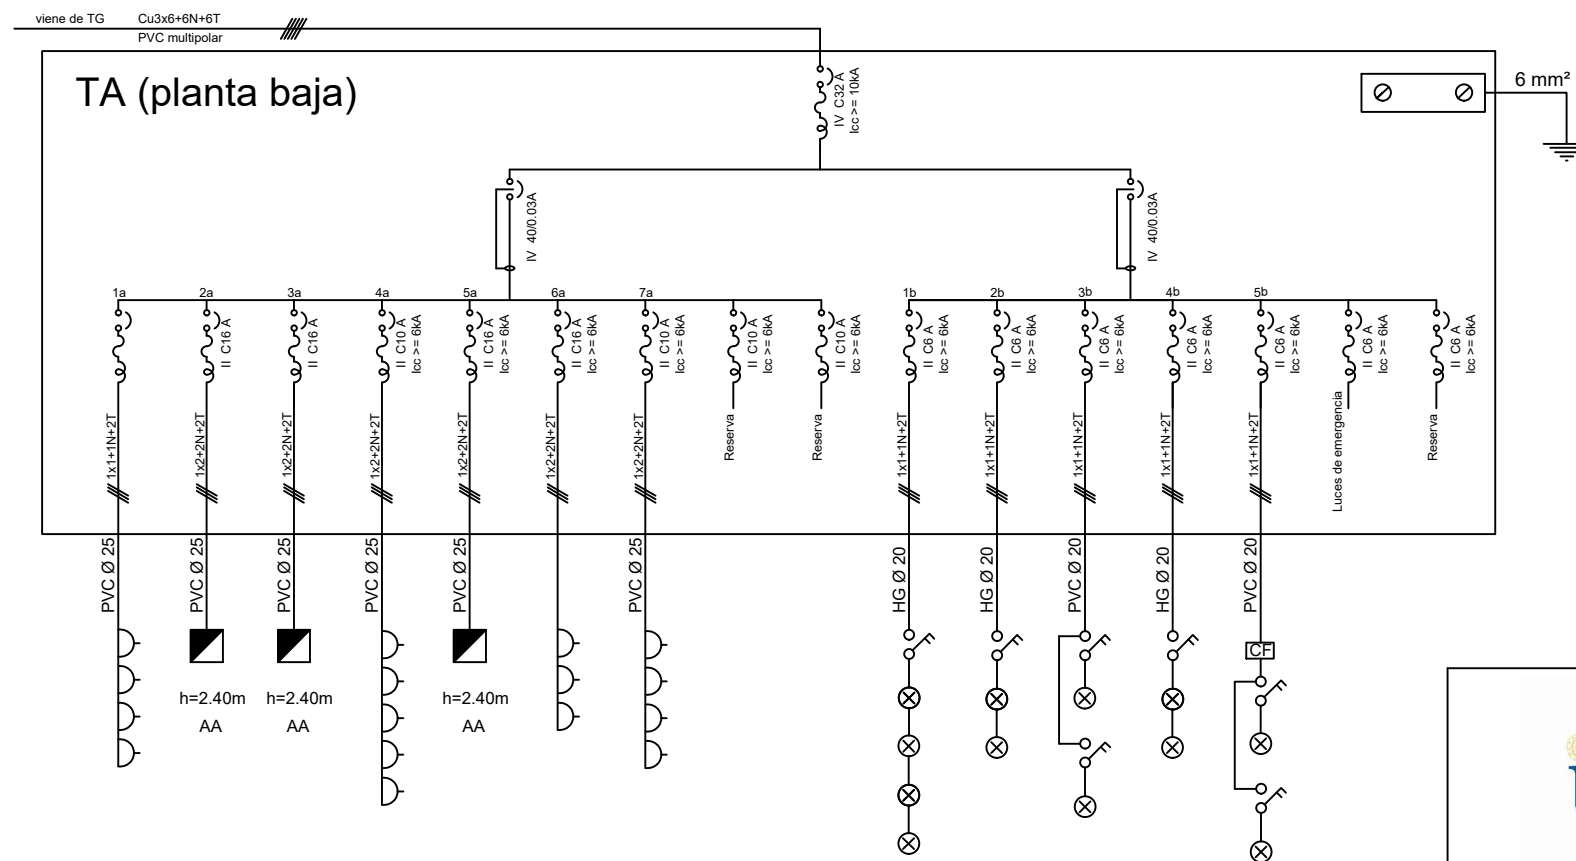 viene de TG
Cu3x6+6N+6T
PVC multipolar
TA (planta baja)
IV C32 A
Icc >= 10kA
6 mm²
IV 40/0.03A
IV 40/0.03A
1a
2a
3a
4a
5a
6a
7a
1b
2b
3b
4b
5b
II C16 A
II C16 A
II C10 A
Icc >= 6kA
II C16 A
Icc >= 6kA
II C16 A
Icc >= 6kA
II C10 A
Icc >= 6kA
II C10 A
Icc >= 6kA
II C10 A
Icc >= 6kA
II C6 A
Icc >= 6kA
II C6 A
Icc >= 6kA
II C6 A
Icc >= 6kA
II C6 A
Icc >= 6kA
II C6 A
Icc >= 6kA
II C6 A
Icc >= 6kA
II C6 A
Icc >= 6kA
1x1+1N+2T
1x2+2N+2T
1x2+2N+2T
1x2+2N+2T
1x2+2N+2T
1x2+2N+2T
1x2+2N+2T
Reserva
Reserva
1x1+1N+2T
1x1+1N+2T
1x1+1N+2T
1x1+1N+2T
1x1+1N+2T
Luces de emergencia
Reserva
PVC Ø 25
PVC Ø 25
PVC Ø 25
PVC Ø 25
PVC Ø 25
PVC Ø 25
HG Ø 20
HG Ø 20
PVC Ø 20
HG Ø 20
PVC Ø 20
CF
h=2.40m
AA
h=2.40m
AA
h=2.40m
AA